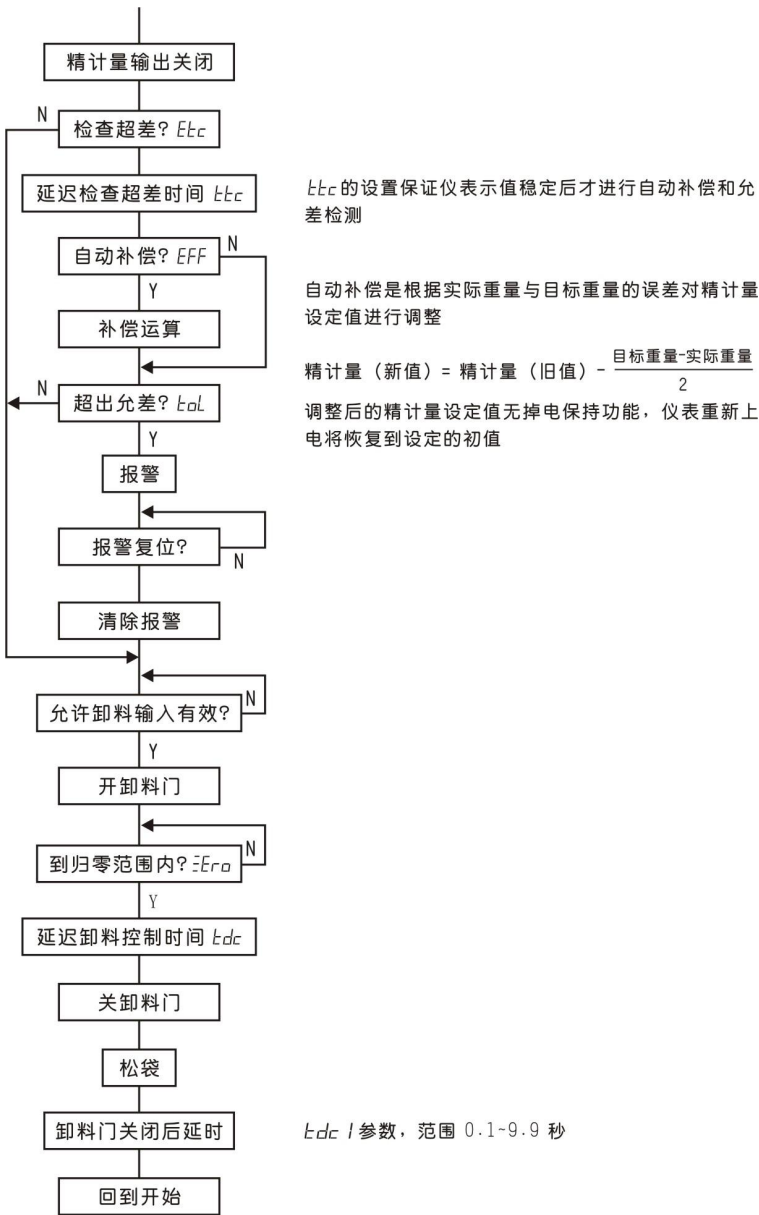 精计量输出关闭
N
检查超差? Etc
延迟检查超差时间 ttc
ttc的设置保证仪表示值稳定后才进行自动补偿和允
差检测
自动补偿? EFF
N
Y
自动补偿是根据实际重量与目标重量的误差对精计量
设定值进行调整
补偿运算
精计量（新值）= 精计量（旧值）- 目标重量-实际重量
2
N
超出允差? toL
调整后的精计量设定值无掉电保持功能，仪表重新上
电将恢复到设定的初值
Y
报警
报警复位?
N
清除报警
允许卸料输入有效?
N
Y
开卸料门
到归零范围内? ZEro
N
Y
延迟卸料控制时间 tdc
关卸料门
松袋
卸料门关闭后延时
tdc1参数，范围 0.1~9.9 秒
回到开始